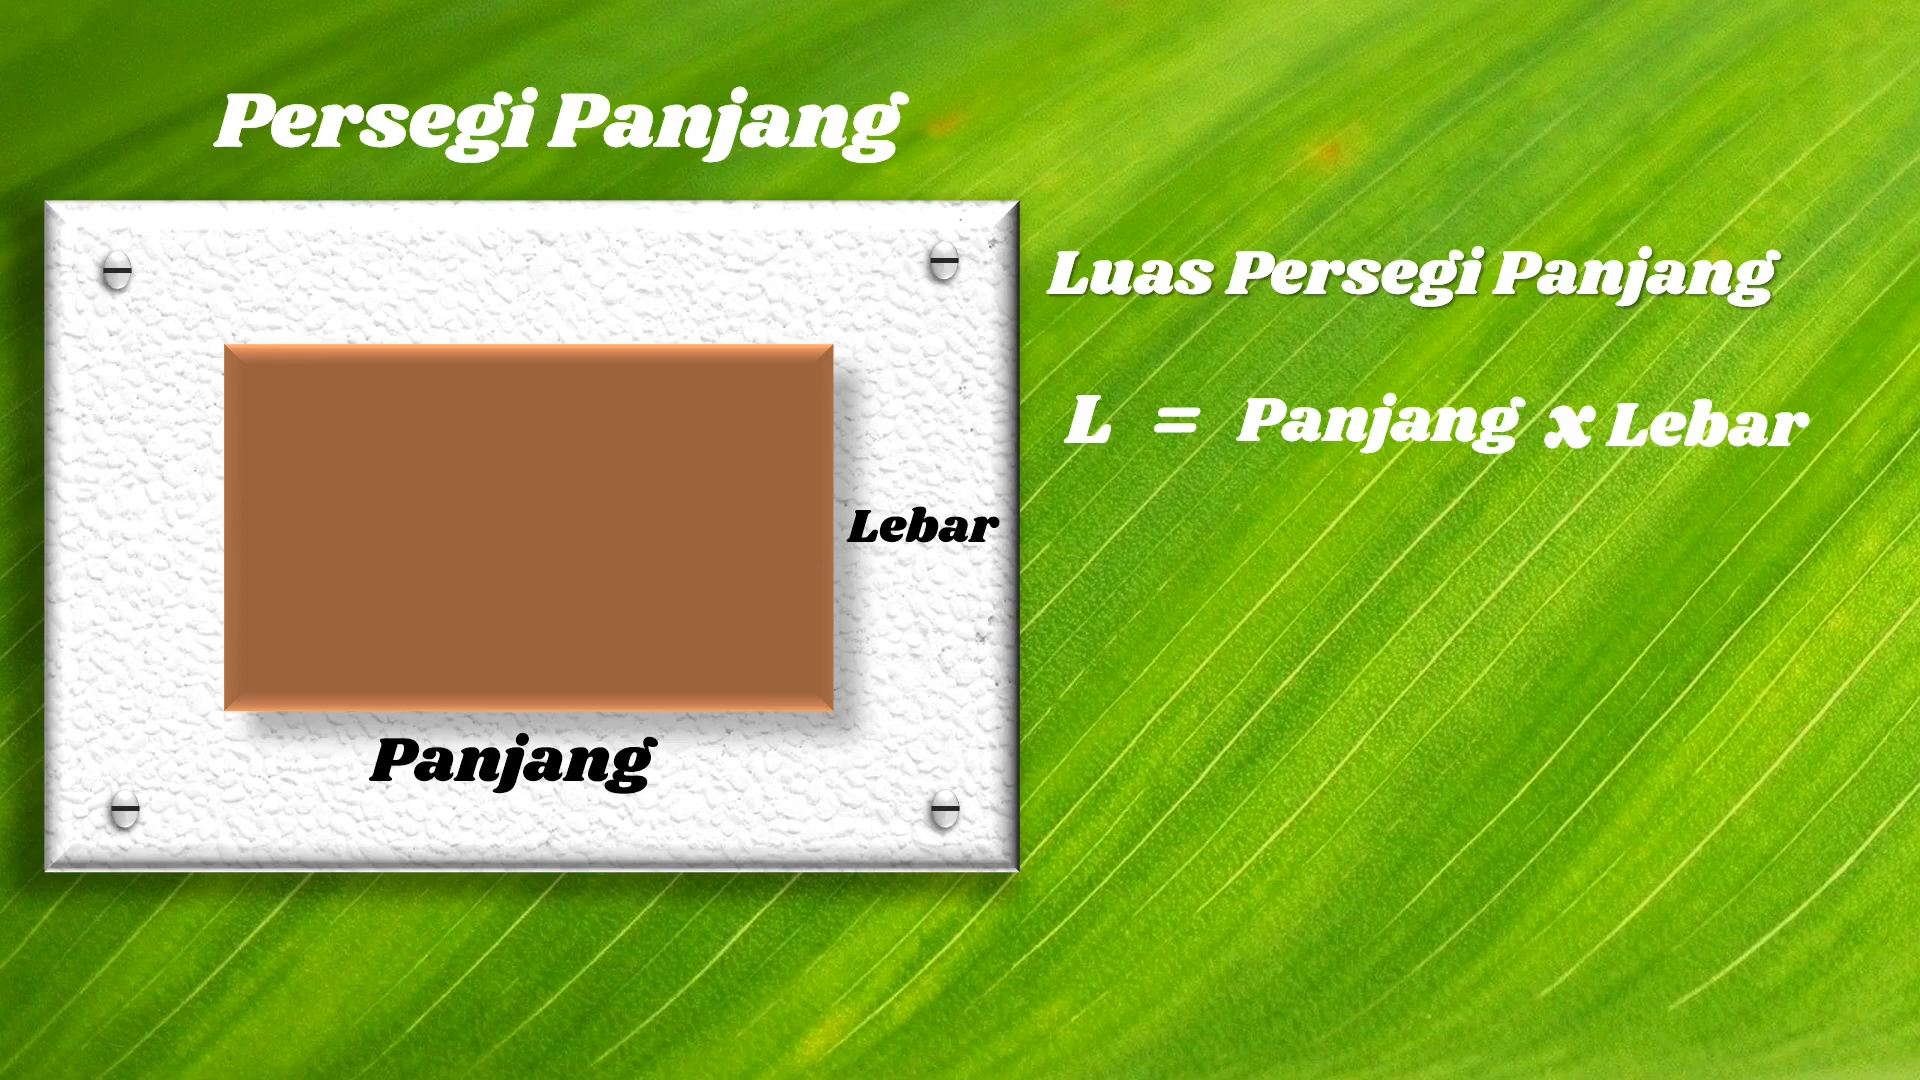 Persegi Panjang
Luas Persegi Panjang
L = Panjang x Lebar
Lebar
Panjang